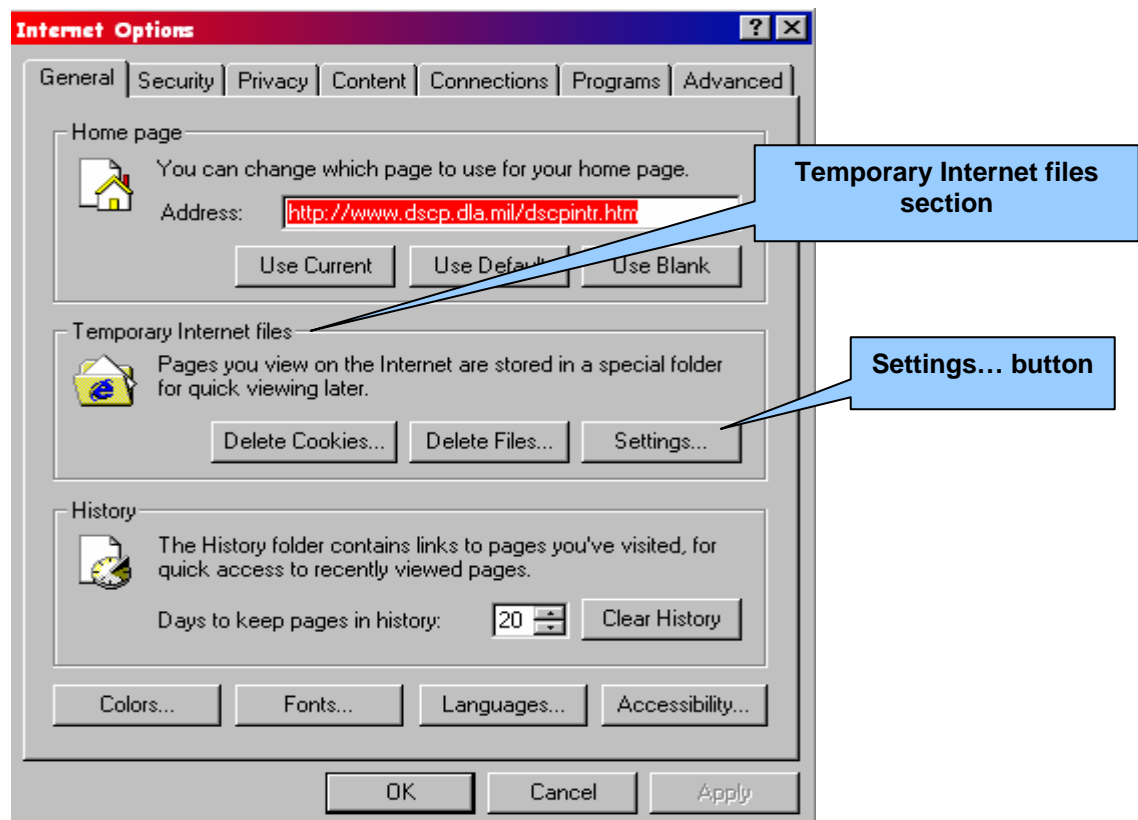 Internet Options
General Security Privacy Content Connections Programs Advanced
Home page
You can change which page to use for your home page.
Address: http://www.dscp.dla.mil/dscpintr.htm
Use Current Use Default Use Blank
Temporary Internet files
section
Temporary Internet files
Pages you view on the Internet are stored in a special folder
for quick viewing later.
Delete Cookies... Delete Files... Settings...
Settings… button
History
The History folder contains links to pages you've visited, for
quick access to recently viewed pages.
Days to keep pages in history: 20 Clear History
Colors... Fonts... Languages... Accessibility...
OK Cancel Apply